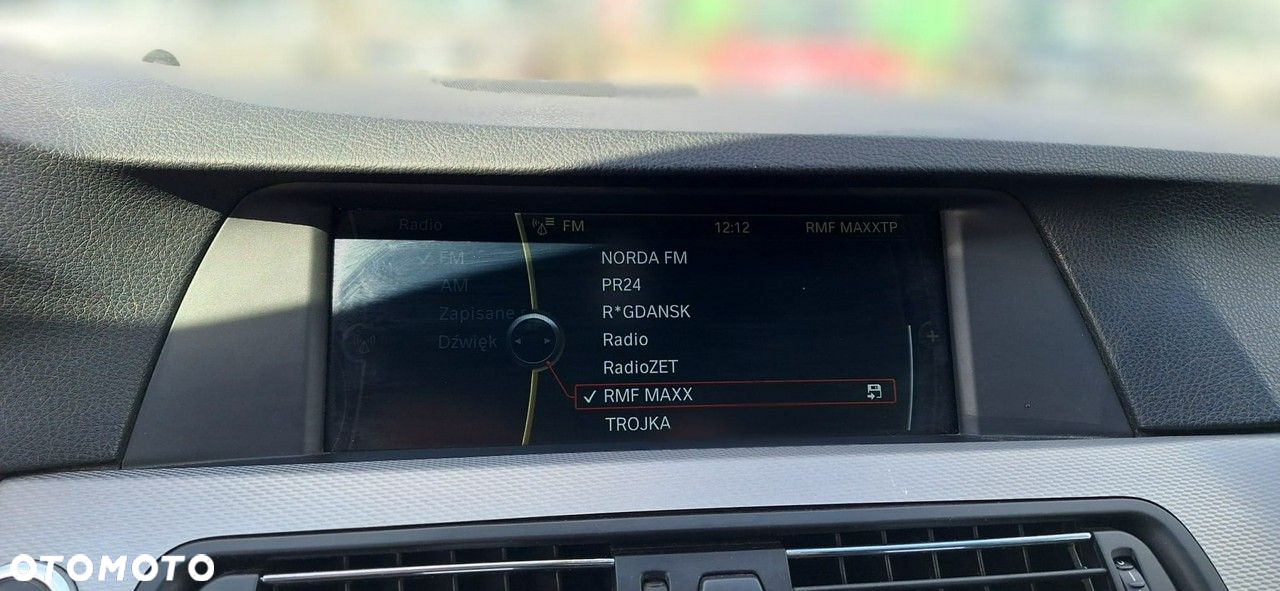 Radio
FM 12:12 RMF MAXXTP
FM
AM
Zapisane
Dźwięk
NORDA FM
PR24
R*GDANSK
Radio
RadioZET
RMF MAXX
TROJKA
OTOMOTO